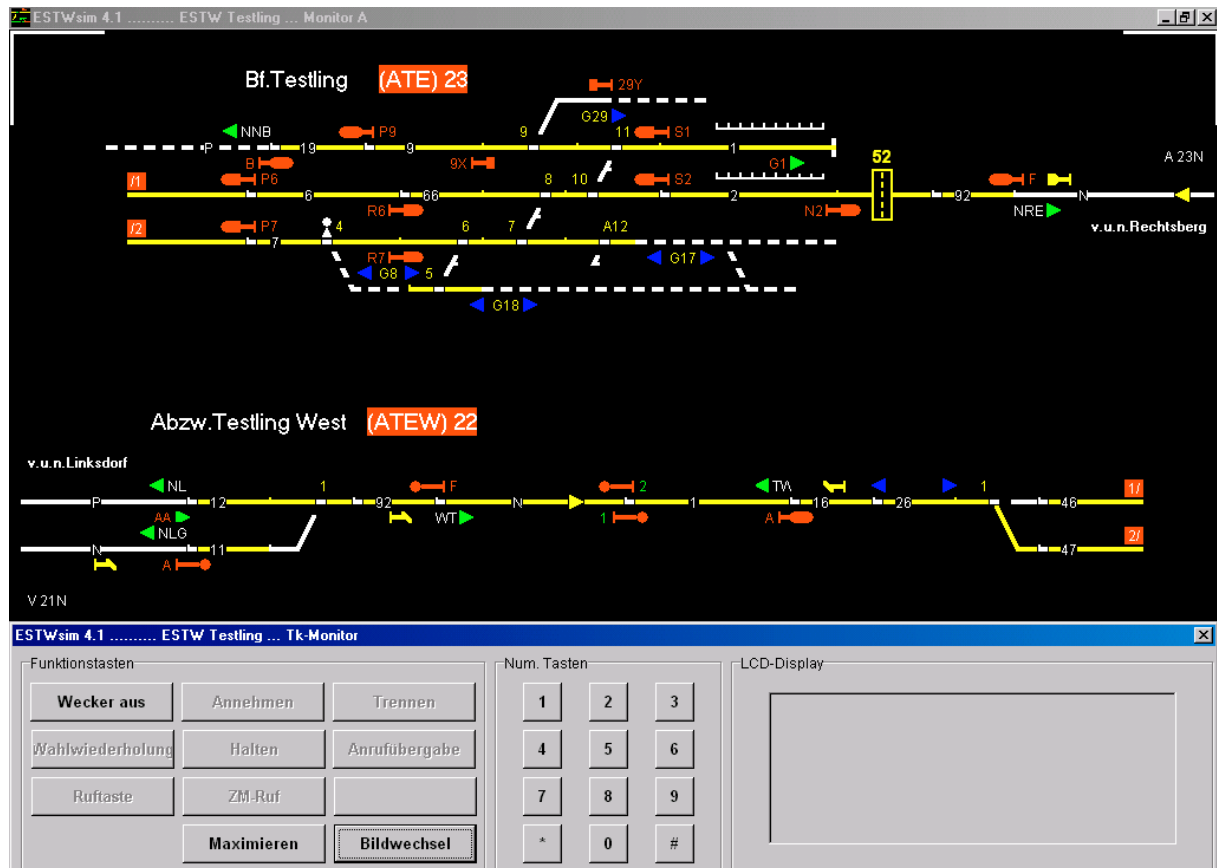 ESTWsim 4.1 .......... ESTW Testling ... Monitor A
Bf.Testling (ATE) 23
29Y
G29
NNB P9 9 11 S1
P 19 9 1
B 9X G1 52 A 23N
/1 P6 8 10 S2 F
6 66 2 92 N
R6 N2 NRE
/2 P7 4 6 7 A12 v.u.n.Rechtsberg
7
R7 G17
G8 5
G18
Abzw.Testling West (ATEW) 22
v.u.n.Linksdorf
NL 1 F 2 TW 1 1/
P 12 92 N 1 16 26 46
AA WT 1 A
NLG 2/
N 11 47
A
V 21N
ESTWsim 4.1 .......... ESTW Testling ... Tk-Monitor
Funktionstasten Num. Tasten LCD-Display
Wecker aus Annehmen Trennen 1 2 3
Wahlwiederholung Halten Anrufübergabe 4 5 6
Ruftaste ZM-Ruf 7 8 9
Maximieren Bildwechsel * 0 #